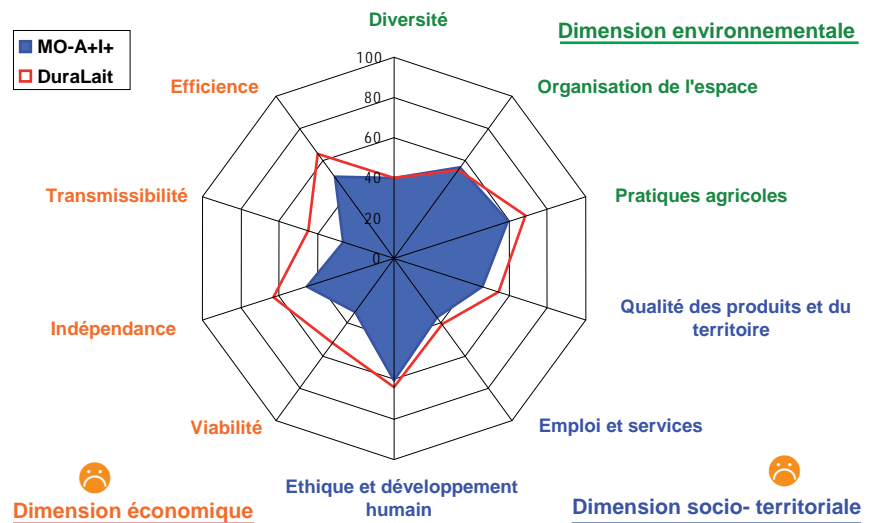 Diversité
Dimension environnementale
MO-A+I+
DuraLait
100
80
60
40
20
0
Efficience
Organisation de l'espace
Transmissibilité
Pratiques agricoles
Indépendance
Qualité des produits et du
territoire
Viabilité
Emploi et services
Ethique et développement
humain
Dimension économique
Dimension socio- territoriale